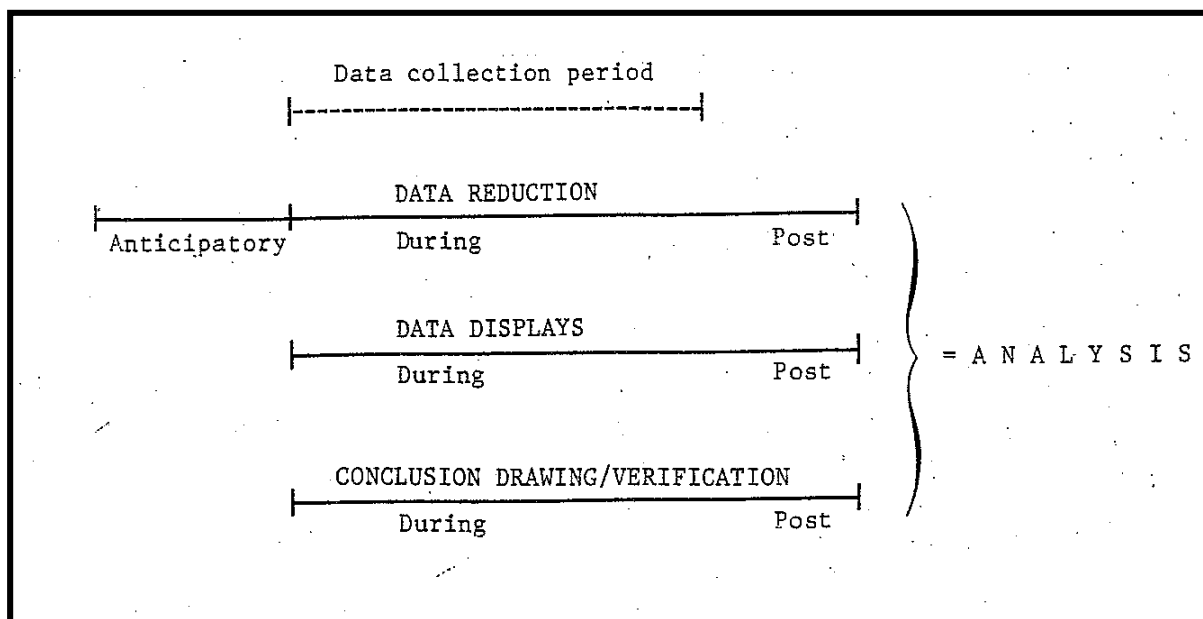 Data collection period
DATA REDUCTION
Anticipatory During Post
DATA DISPLAYS
During Post
= A N A L Y S I S
CONCLUSION DRAWING/VERIFICATION
During Post